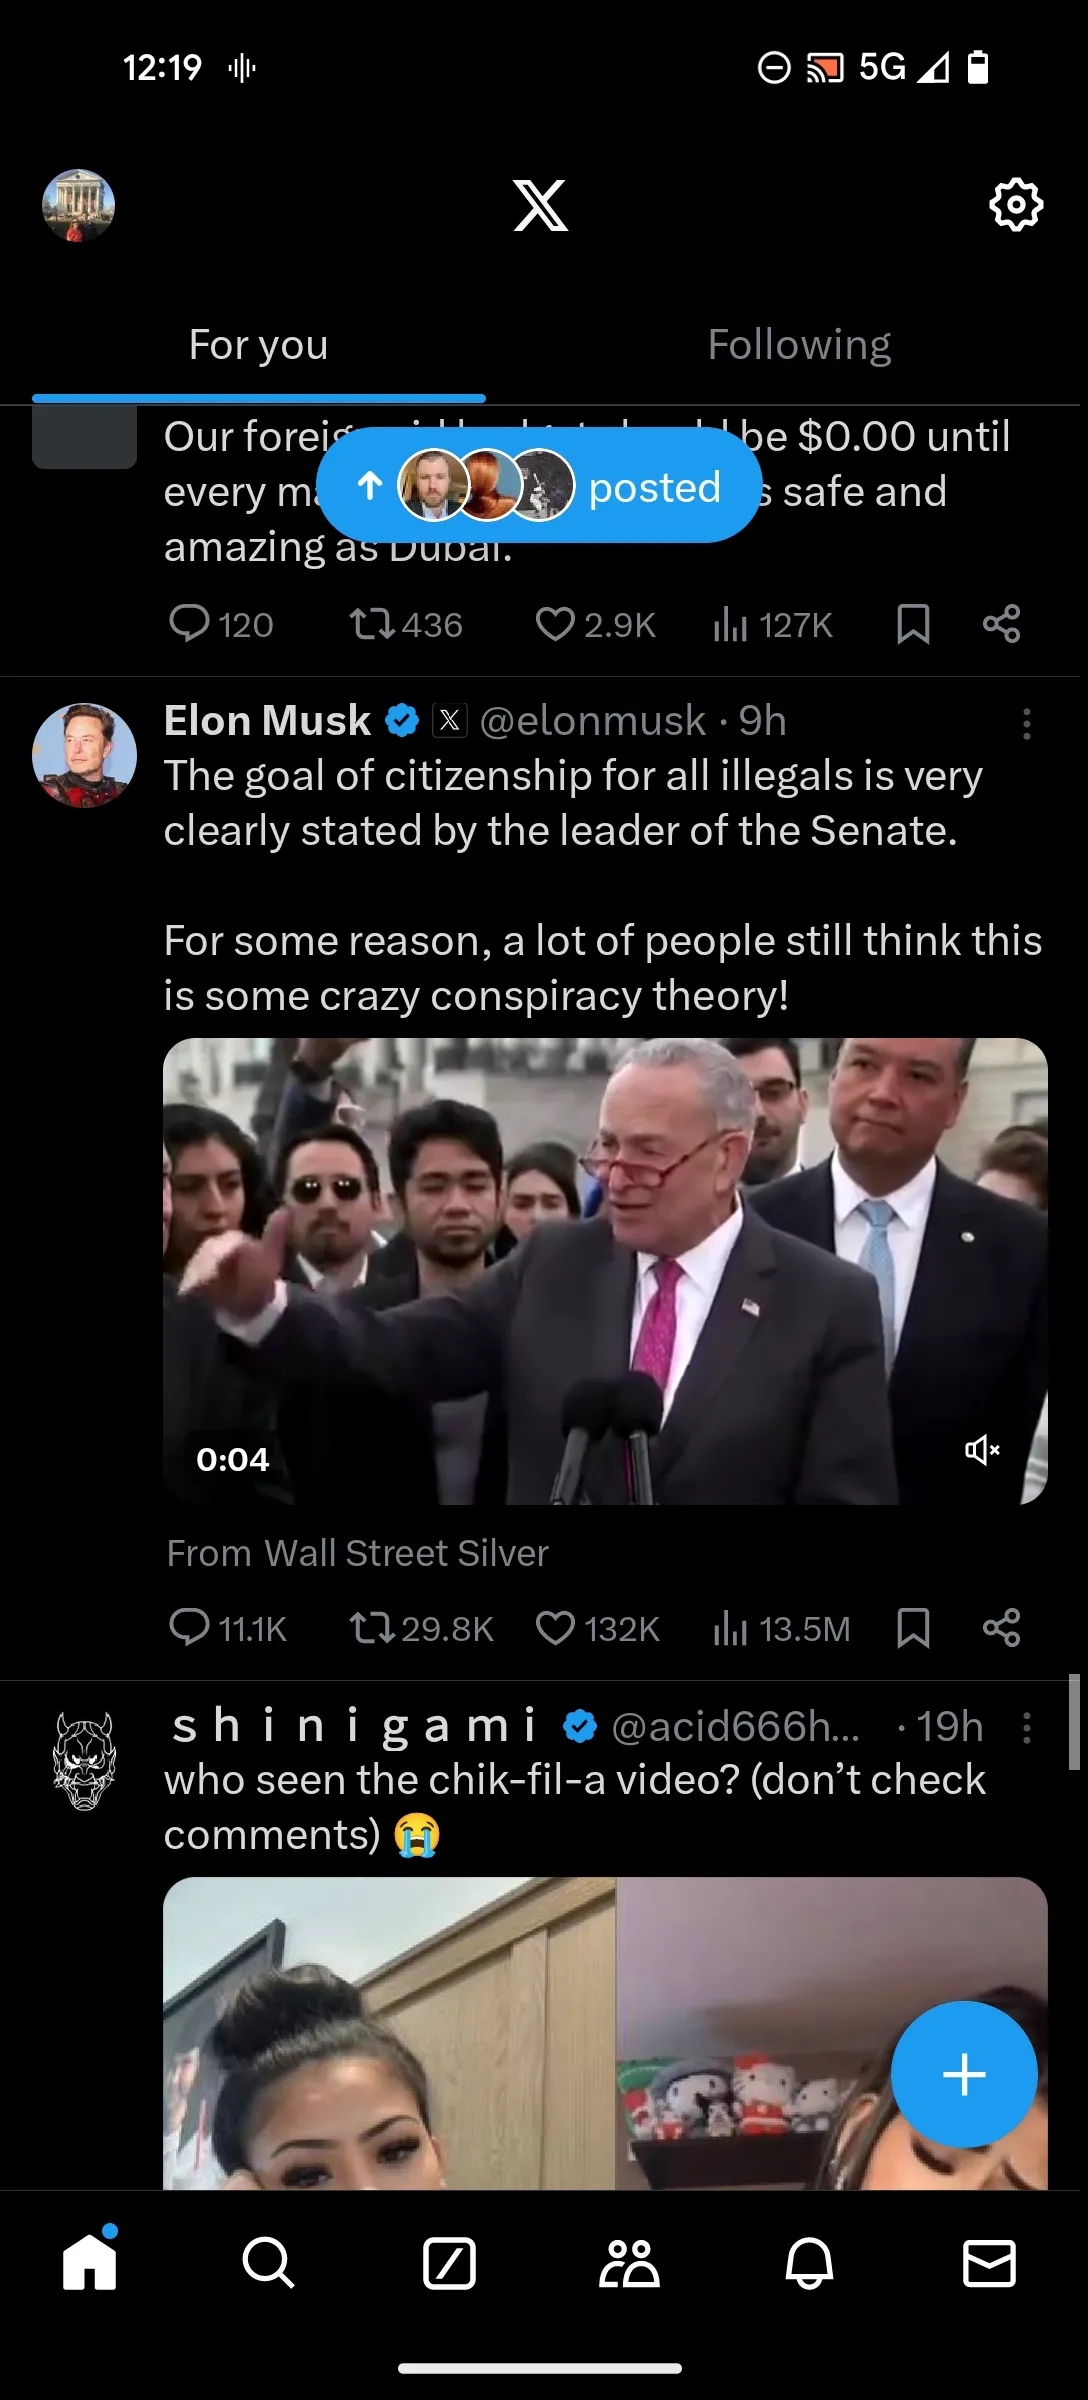 12:19
5G
For you
Following
Our foreig be $0.00 until
every ma s safe and
amazing as Dubai.
posted
120 436 2.9K 127K
Elon Musk @elonmusk · 9h
The goal of citizenship for all illegals is very
clearly stated by the leader of the Senate.
For some reason, a lot of people still think this
is some crazy conspiracy theory!
0:04
From Wall Street Silver
11.1K 29.8K 132K 13.5M
s h i n i g a m i @acid666h... · 19h
who seen the chik-fil-a video? (don’t check
comments) 😭